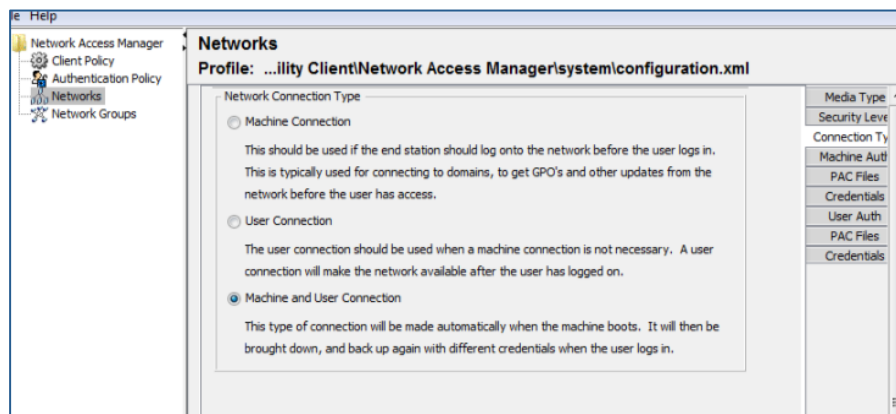 Help
Network Access Manager
Client Policy
Authentication Policy
Networks
Network Groups
Networks
Profile: ...ility Client\Network Access Manager\system\configuration.xml
Network Connection Type
Machine Connection
This should be used if the end station should log onto the network before the user logs in.
This is typically used for connecting to domains, to get GPO's and other updates from the
network before the user has access.
User Connection
The user connection should be used when a machine connection is not necessary. A user
connection will make the network available after the user has logged on.
Machine and User Connection
This type of connection will be made automatically when the machine boots. It will then be
brought down, and back up again with different credentials when the user logs in.
Media Type
Security Leve
Connection Ty
Machine Auth
PAC Files
Credentials
User Auth
PAC Files
Credentials